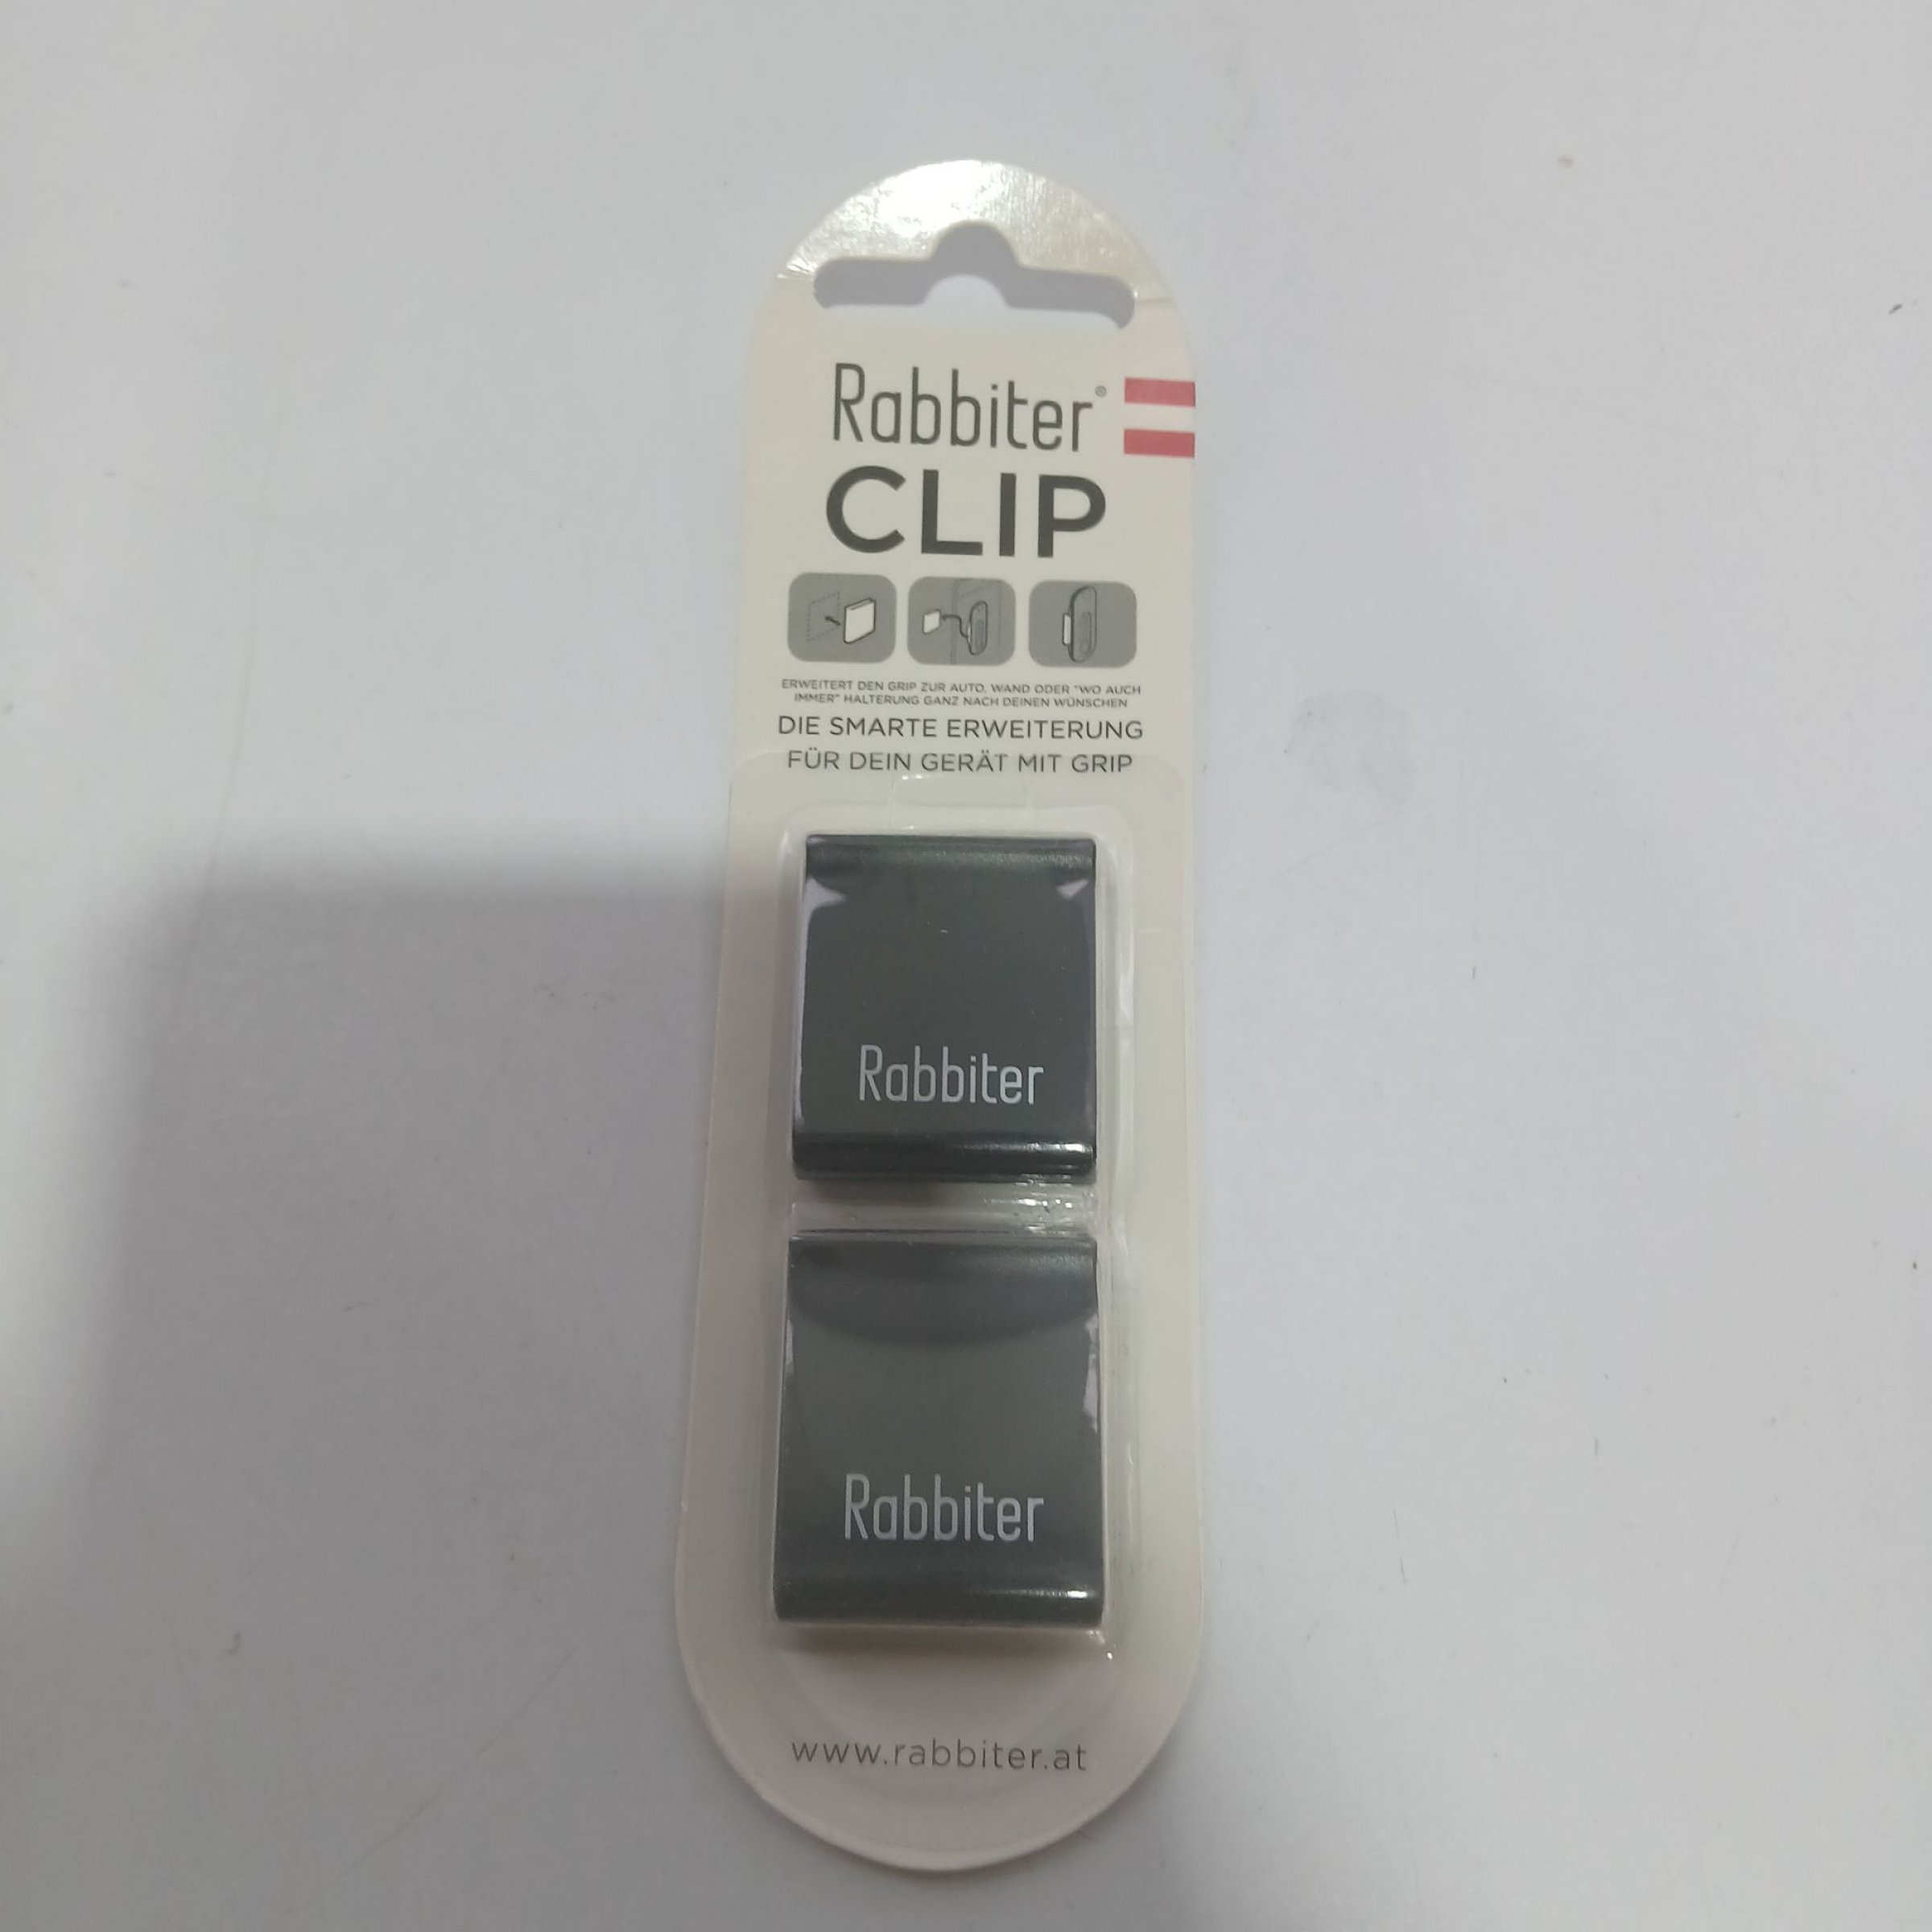 Rabbiter®
CLIP
ERWEITERT DEN GRIP ZUR AUTO, WAND ODER "WO AUCH
IMMER" HALTERUNG GANZ NACH DEINEN WÜNSCHEN
DIE SMARTE ERWEITERUNG
FÜR DEIN GERÄT MIT GRIP
Rabbiter
Rabbiter
www.rabbiter.at